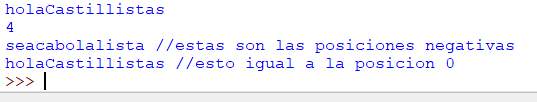 holaCastillistas
4
seacabolalista //estas son las posiciones negativas
holaCastillistas //esto igual a la posicion 0
>>>